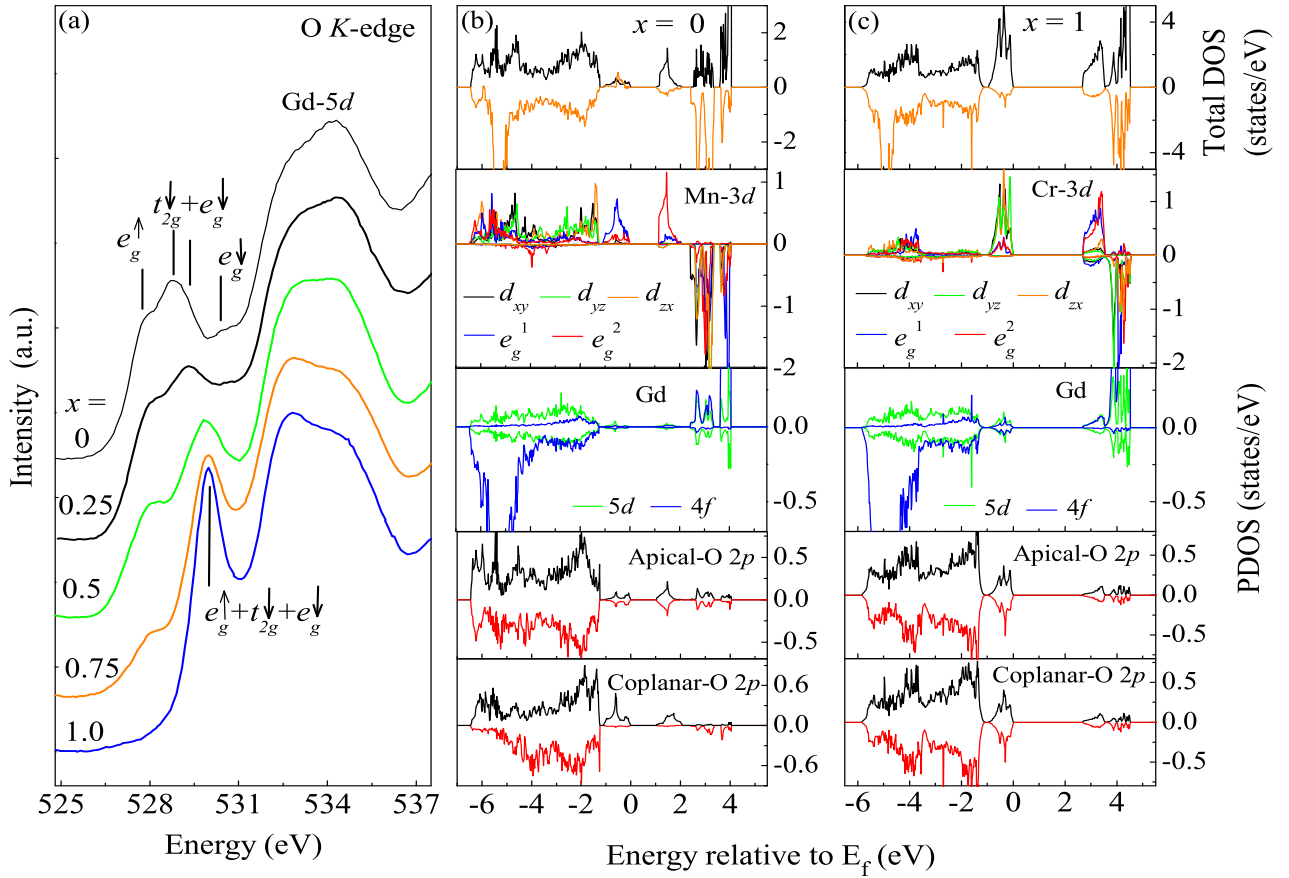 (a)
O K-edge
Gd-5d
t2g↓+eg↓
eg↑
eg↓
x =
0
0.25
0.5
0.75
1.0
eg↑+t2g↓+eg↓
Intensity (a.u.)
525 528 531 534 537
Energy (eV)
(b)
x = 0
2
0
-2
Mn-3d
1
0
-1
-2
dxy dyz dzx
eg1 eg2
Gd
0.0
-0.5
5d 4f
Apical-O 2p
0.5
0.0
-0.5
Coplanar-O 2p
0.6
0.0
-0.6
-6 -4 -2 0 2 4
(c)
x = 1
4
0
-4
Total DOS
(states/eV)
Cr-3d
1
0
-1
-2
dxy dyz dzx
eg1 eg2
Gd
0.0
-0.5
5d 4f
Apical-O 2p
0.5
0.0
-0.5
Coplanar-O 2p
0.5
0.0
-0.5
PDOS (states/eV)
-6 -4 -2 0 2 4
Energy relative to Ef (eV)